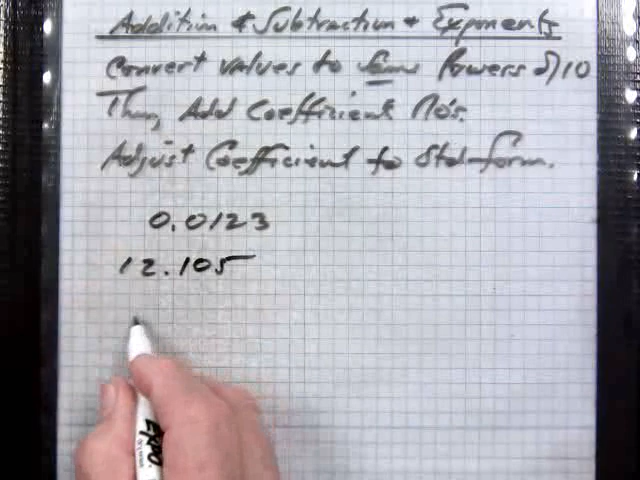 Addition & Subtraction + Exponents
Convert values to same Powers of 10
Then, Add Coefficient No's.
Adjust Coefficient to Std-form.
0.0123
12.105
EXPO